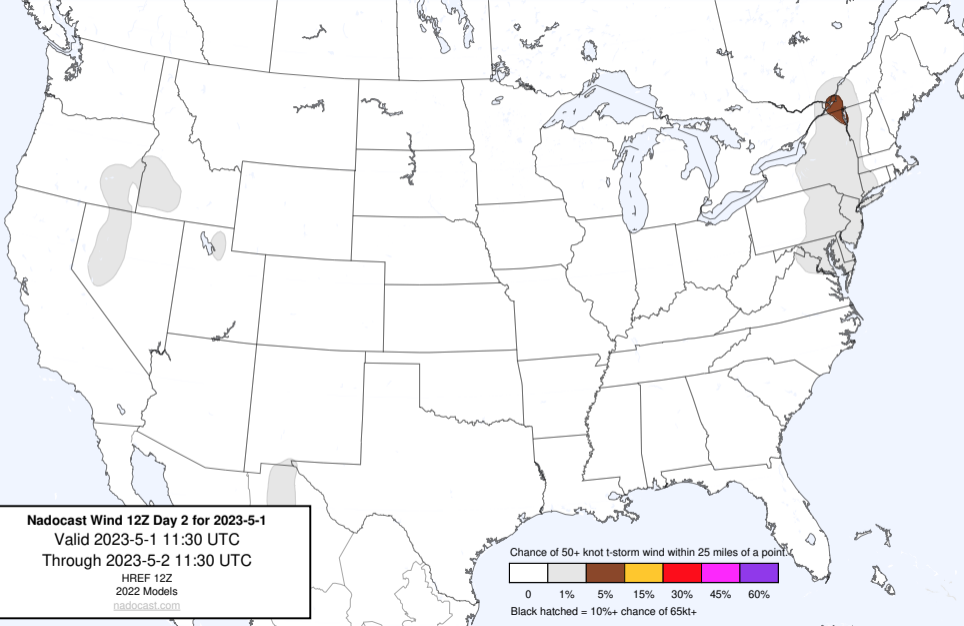 Nadocast Wind 12Z Day 2 for 2023-5-1
Valid 2023-5-1 11:30 UTC
Through 2023-5-2 11:30 UTC
HREF 12Z
2022 Models
nadocast.com
Chance of 50+ knot t-storm wind within 25 miles of a point.
0 1% 5% 15% 30% 45% 60%
Black hatched = 10%+ chance of 65kt+